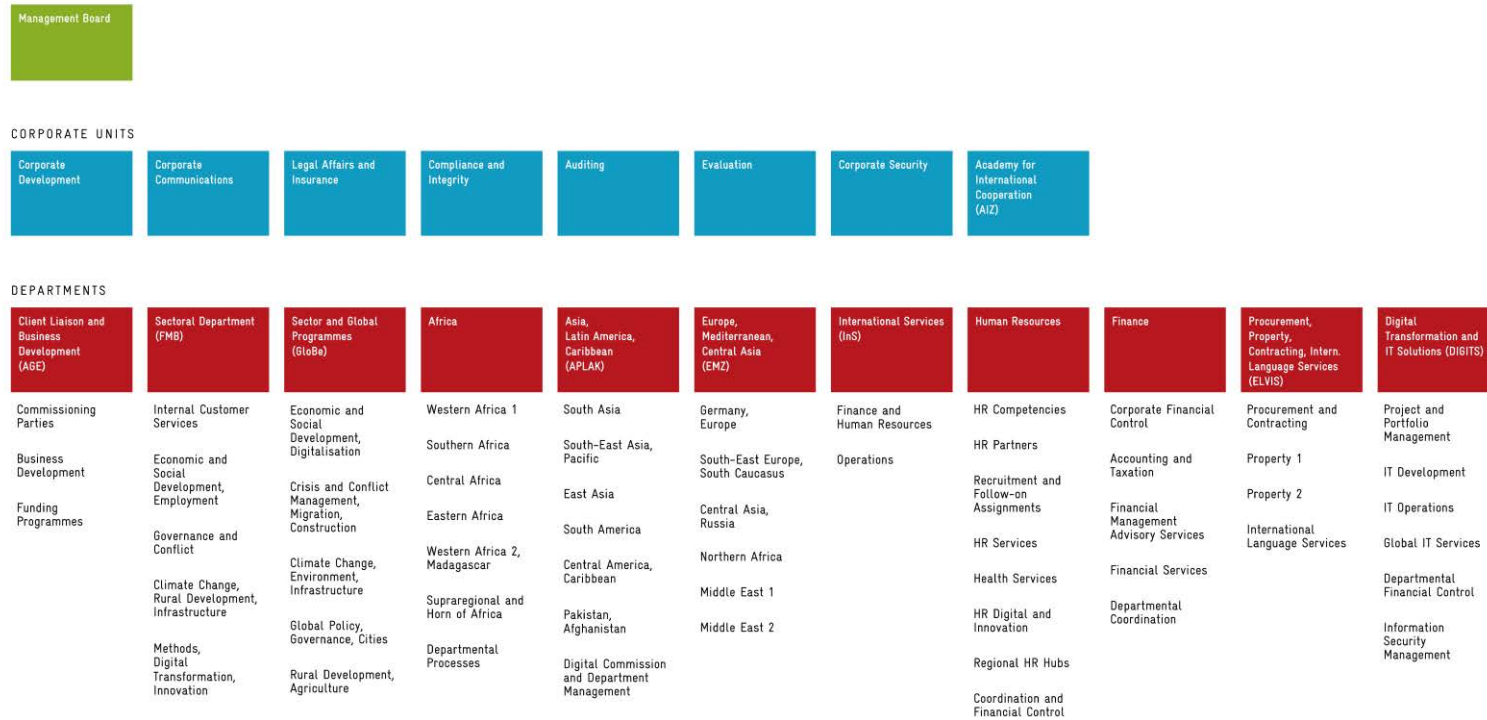 Management Board
CORPORATE UNITS
Corporate
Development
Corporate
Communications
Legal Affairs and
Insurance
Compliance and
Integrity
Auditing
Evaluation
Corporate Security
Academy for
International
Cooperation
(AIZ)
DEPARTMENTS
Client Liaison and
Business
Development
(AGE)
Commissioning
Parties
Business
Development
Funding
Programmes
Sectoral Department
(FMB)
Internal Customer
Services
Economic and
Social
Development,
Employment
Governance and
Conflict
Climate Change,
Rural Development,
Infrastructure
Methods,
Digital
Transformation,
Innovation
Sector and Global
Programmes
(GloBe)
Economic and
Social
Development,
Digitalisation
Crisis and Conflict
Management,
Migration,
Construction
Climate Change,
Environment,
Infrastructure
Global Policy,
Governance, Cities
Rural Development,
Agriculture
Africa
Western Africa 1
Southern Africa
Central Africa
Eastern Africa
Western Africa 2,
Madagascar
Supraregional and
Horn of Africa
Departmental
Processes
Asia,
Latin America,
Caribbean
(APLAK)
South Asia
South-East Asia,
Pacific
East Asia
South America
Central America,
Caribbean
Pakistan,
Afghanistan
Digital Commission
and Department
Management
Europe,
Mediterranean,
Central Asia
(EMZ)
Germany,
Europe
South-East Europe,
South Caucasus
Central Asia,
Russia
Northern Africa
Middle East 1
Middle East 2
International Services
(InS)
Finance and
Human Resources
Operations
Human Resources
HR Competencies
HR Partners
Recruitment and
Follow-on
Assignments
HR Services
Health Services
HR Digital and
Innovation
Regional HR Hubs
Coordination and
Financial Control
Finance
Corporate Financial
Control
Accounting and
Taxation
Financial
Management
Advisory Services
Financial Services
Departmental
Coordination
Procurement,
Property,
Contracting, Intern.
Language Services
(ELVIS)
Procurement and
Contracting
Property 1
Property 2
International
Language Services
Digital
Transformation and
IT Solutions (DIGITS)
Project and
Portfolio
Management
IT Development
IT Operations
Global IT Services
Departmental
Financial Control
Information
Security
Management